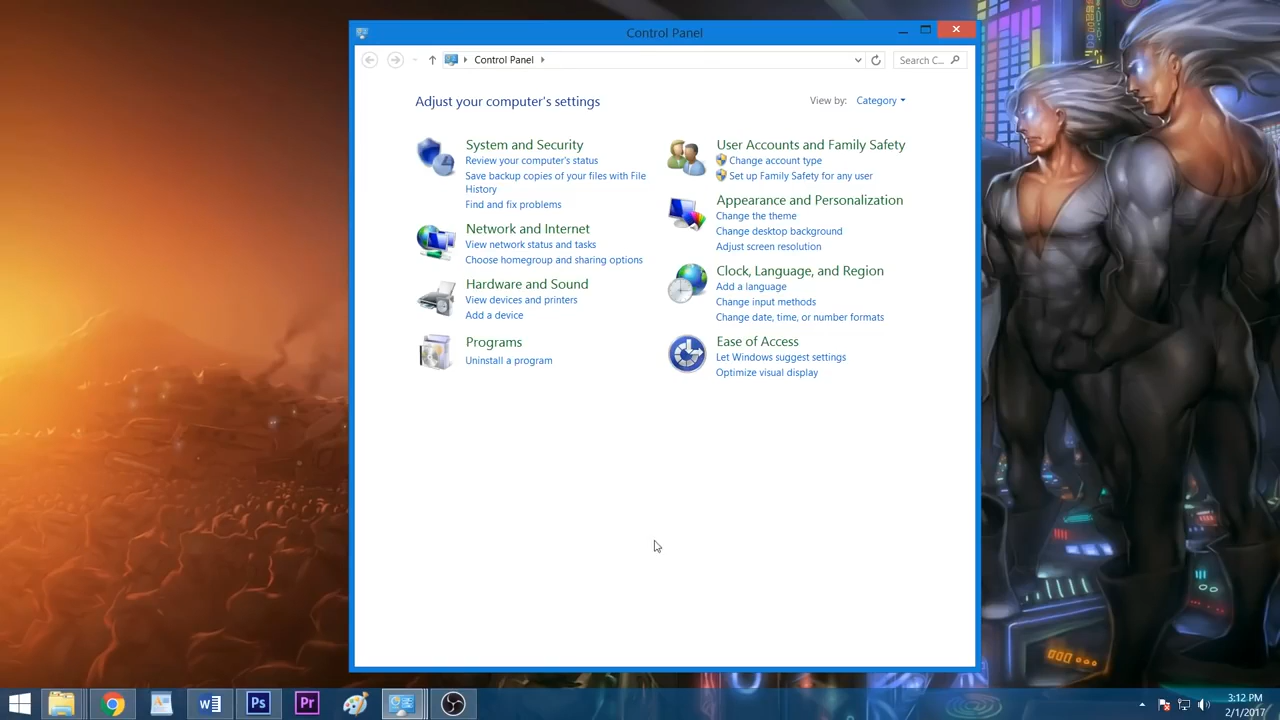 Control Panel
Control Panel
Search C...
Adjust your computer's settings
View by: Category
System and Security
Review your computer's status
Save backup copies of your files with File
History
Find and fix problems
Network and Internet
View network status and tasks
Choose homegroup and sharing options
Hardware and Sound
View devices and printers
Add a device
Programs
Uninstall a program
User Accounts and Family Safety
Change account type
Set up Family Safety for any user
Appearance and Personalization
Change the theme
Change desktop background
Adjust screen resolution
Clock, Language, and Region
Add a language
Change input methods
Change date, time, or number formats
Ease of Access
Let Windows suggest settings
Optimize visual display
W
Ps
Pr
3:12 PM
2/1/2017